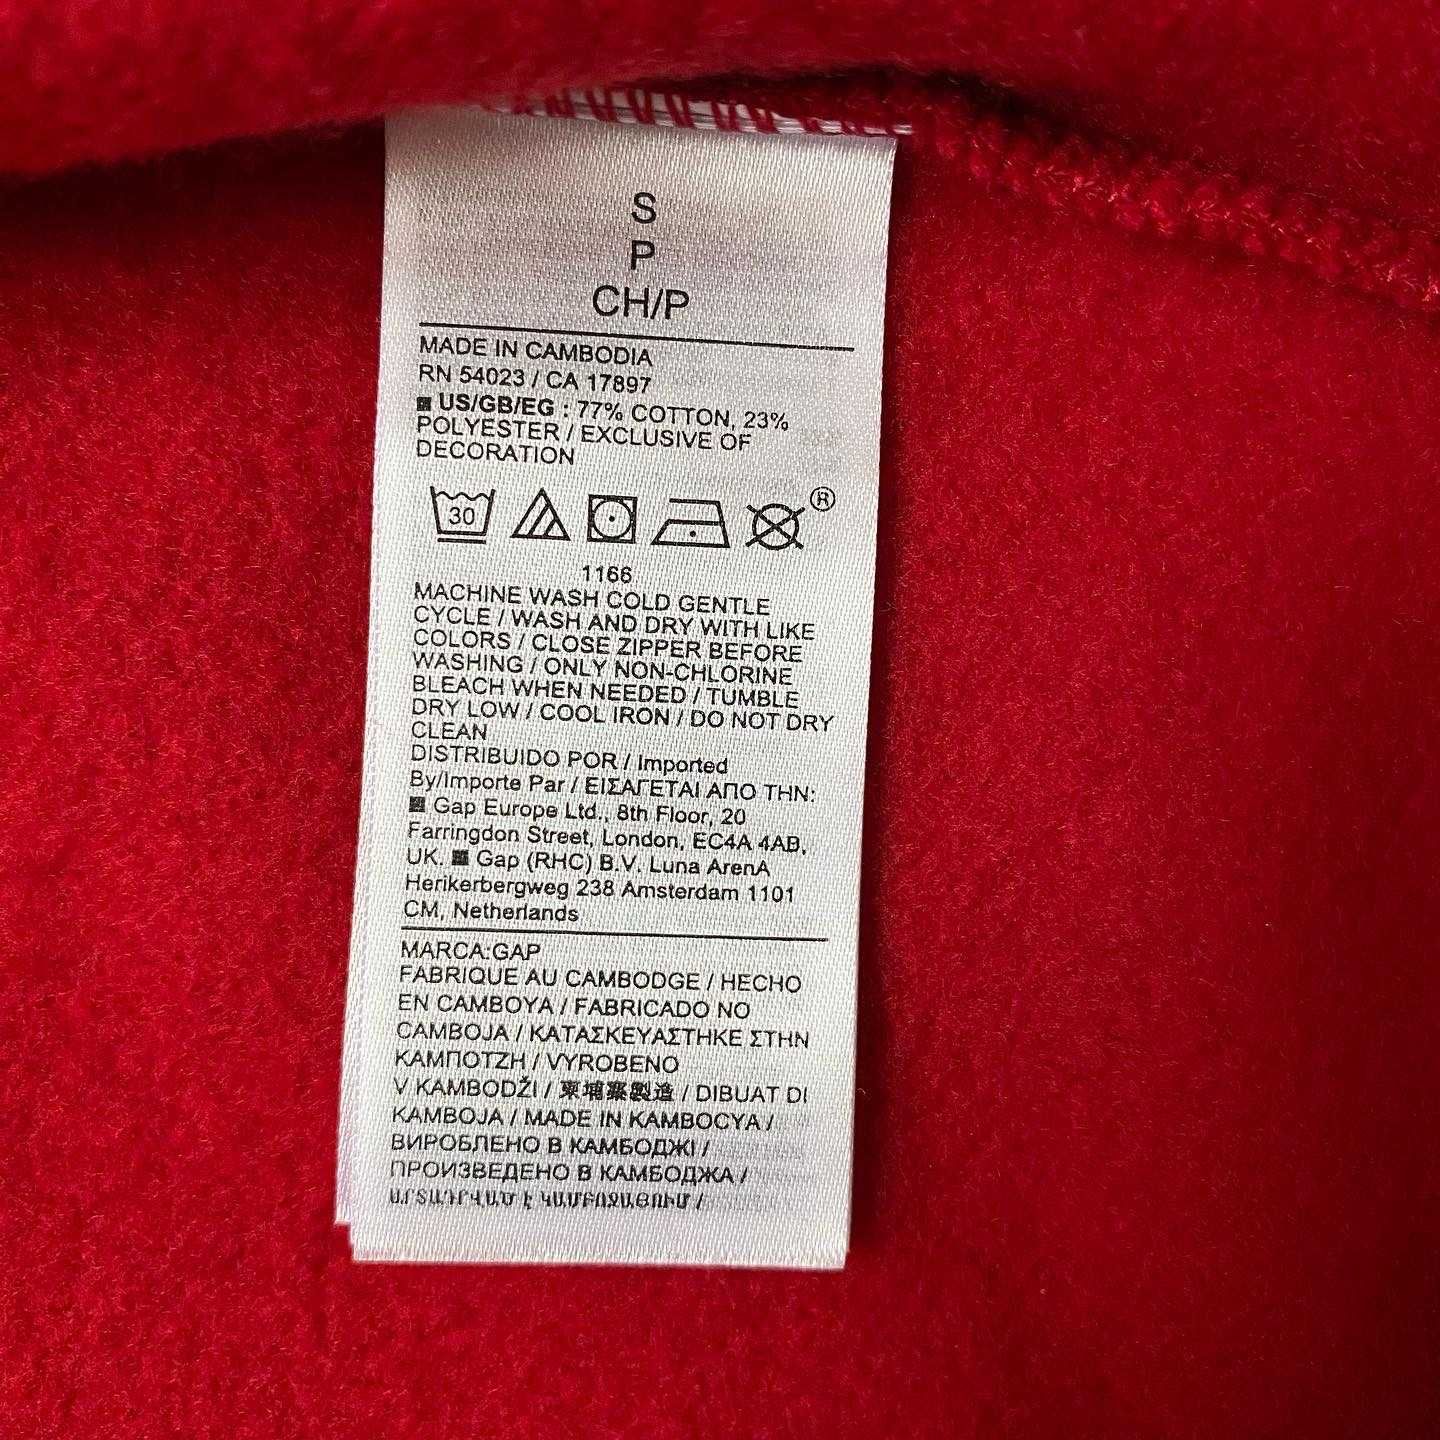 S
P
CH/P
MADE IN CAMBODIA
RN 54023 / CA 17897
US/GB/EG : 77% COTTON, 23%
POLYESTER / EXCLUSIVE OF
DECORATION
30
®
1166
MACHINE WASH COLD GENTLE
CYCLE / WASH AND DRY WITH LIKE
COLORS / CLOSE ZIPPER BEFORE
WASHING / ONLY NON-CHLORINE
BLEACH WHEN NEEDED / TUMBLE
DRY LOW / COOL IRON / DO NOT DRY
CLEAN
DISTRIBUIDO POR / Imported
By/Importe Par / ΕΙΣΑΓΕΤΑΙ ΑΠΟ ΤΗΝ:
Gap Europe Ltd., 8th Floor, 20
Farringdon Street, London, EC4A 4AB,
UK. Gap (RHC) B.V. Luna ArenA
Herikerbergweg 238 Amsterdam 1101
CM, Netherlands
MARCA:GAP
FABRIQUE AU CAMBODGE / HECHO
EN CAMBOYA / FABRICADO NO
CAMBOJA / ΚΑΤΑΣΚΕΥΑΣΤΗΚΕ ΣΤΗΝ
ΚΑΜΠΟΤΖΗ / VYROBENO
V KAMBODŽI / 柬埔寨製造 / DIBUAT DI
KAMBOJA / MADE IN KAMBOCYA /
ВИРОБЛЕНО В КАМБОДЖІ /
ПРОИЗВЕДЕНО В КАМБОДЖА /
ԱՐՏԱԴՐՎԱԾ Է ԿԱՄԲՈՋԱՅՈՒՄ /